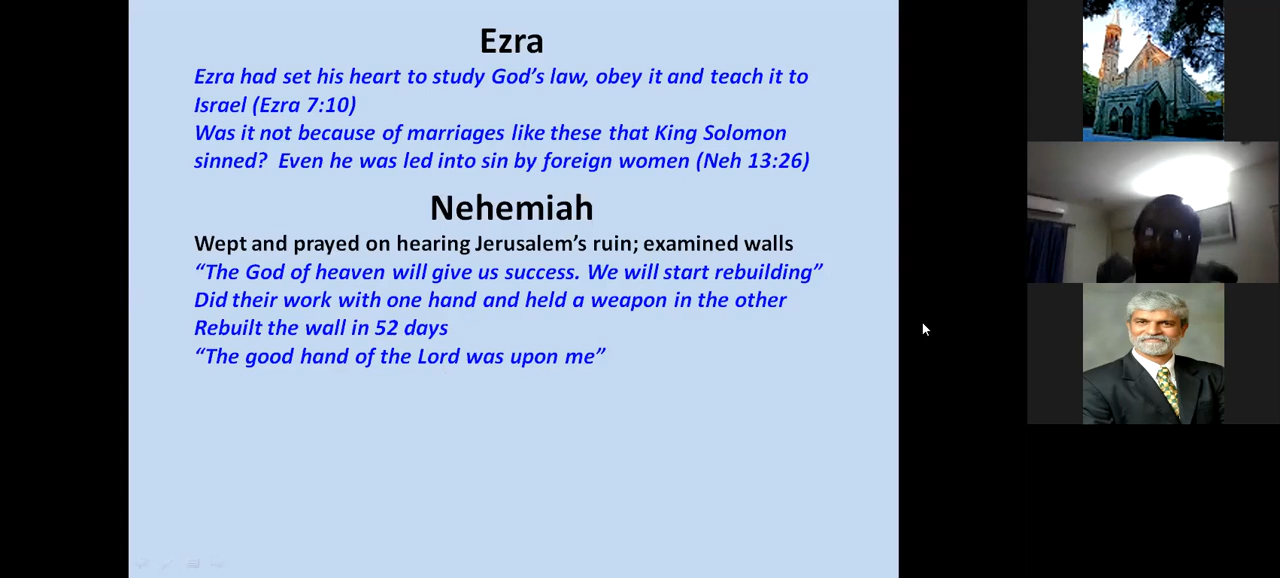 Ezra
Ezra had set his heart to study God’s law, obey it and teach it to
Israel (Ezra 7:10)
Was it not because of marriages like these that King Solomon
sinned?  Even he was led into sin by foreign women (Neh 13:26)
Nehemiah
Wept and prayed on hearing Jerusalem’s ruin; examined walls
“The God of heaven will give us success. We will start rebuilding”
Did their work with one hand and held a weapon in the other
Rebuilt the wall in 52 days
“The good hand of the Lord was upon me”